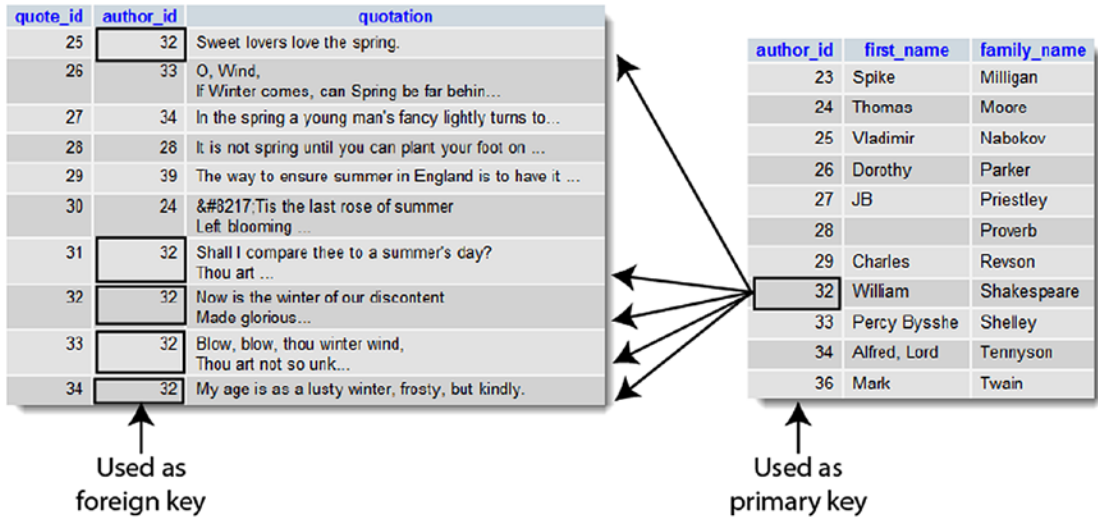 quote_id author_id quotation
25 32 Sweet lovers love the spring.
26 33 O, Wind,
If Winter comes, can Spring be far behin...
27 34 In the spring a young man's fancy lightly turns to...
28 28 It is not spring until you can plant your foot on ...
29 39 The way to ensure summer in England is to have it ...
30 24 &#8217;Tis the last rose of summer
Left blooming ...
31 32 Shall I compare thee to a summer's day?
Thou art ...
32 32 Now is the winter of our discontent
Made glorious...
33 32 Blow, blow, thou winter wind,
Thou art not so unk...
34 32 My age is as a lusty winter, frosty, but kindly.
Used as
foreign key
author_id first_name family_name
23 Spike Milligan
24 Thomas Moore
25 Vladimir Nabokov
26 Dorothy Parker
27 JB Priestley
28 Proverb
29 Charles Revson
32 William Shakespeare
33 Percy Bysshe Shelley
34 Alfred, Lord Tennyson
36 Mark Twain
Used as
primary key